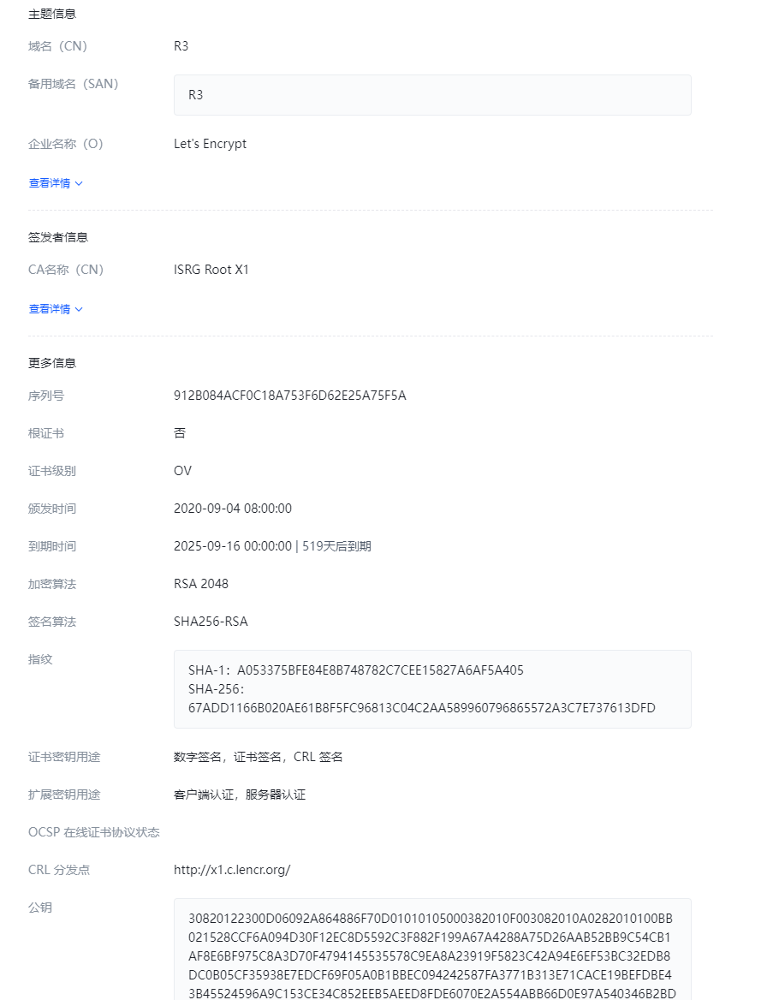 主题信息
域名（CN）
R3
备用域名（SAN）
R3
企业名称（O）
Let's Encrypt
查看详情
签发者信息
CA名称（CN）
ISRG Root X1
查看详情
更多信息
序列号
912B084ACF0C18A753F6D62E25A75F5A
根证书
否
证书级别
OV
颁发时间
2020-09-04 08:00:00
到期时间
2025-09-16 00:00:00 | 519天后到期
加密算法
RSA 2048
签名算法
SHA256-RSA
指纹
SHA-1：A053375BFE84E8B748782C7CEE15827A6AF5A405
SHA-256：
67ADD1166B020AE61B8F5FC96813C04C2AA589960796865572A3C7E737613DFD
证书密钥用途
数字签名，证书签名，CRL 签名
扩展密钥用途
客户端认证，服务器认证
OCSP 在线证书协议状态
CRL 分发点
http://x1.c.lencr.org/
公钥
30820122300D06092A864886F70D01010105000382010F003082010A0282010100BB
021528CCF6A094D30F12EC8D5592C3F882F199A67A4288A75D26AAB52BB9C54CB1
AF8E6BF975C8A3D70F4794145535578C9EA8A23919F5823C42A94E6EF53BC32EDB8
DC0B05CF35938E7EDCF69F05A0B1BBEC094242587FA3771B313E71CACE19BEFDBE4
3B45524596A9C153CE34C852EEB5AEED8FDE6070E2A554ABB66D0E97A540346B2BD